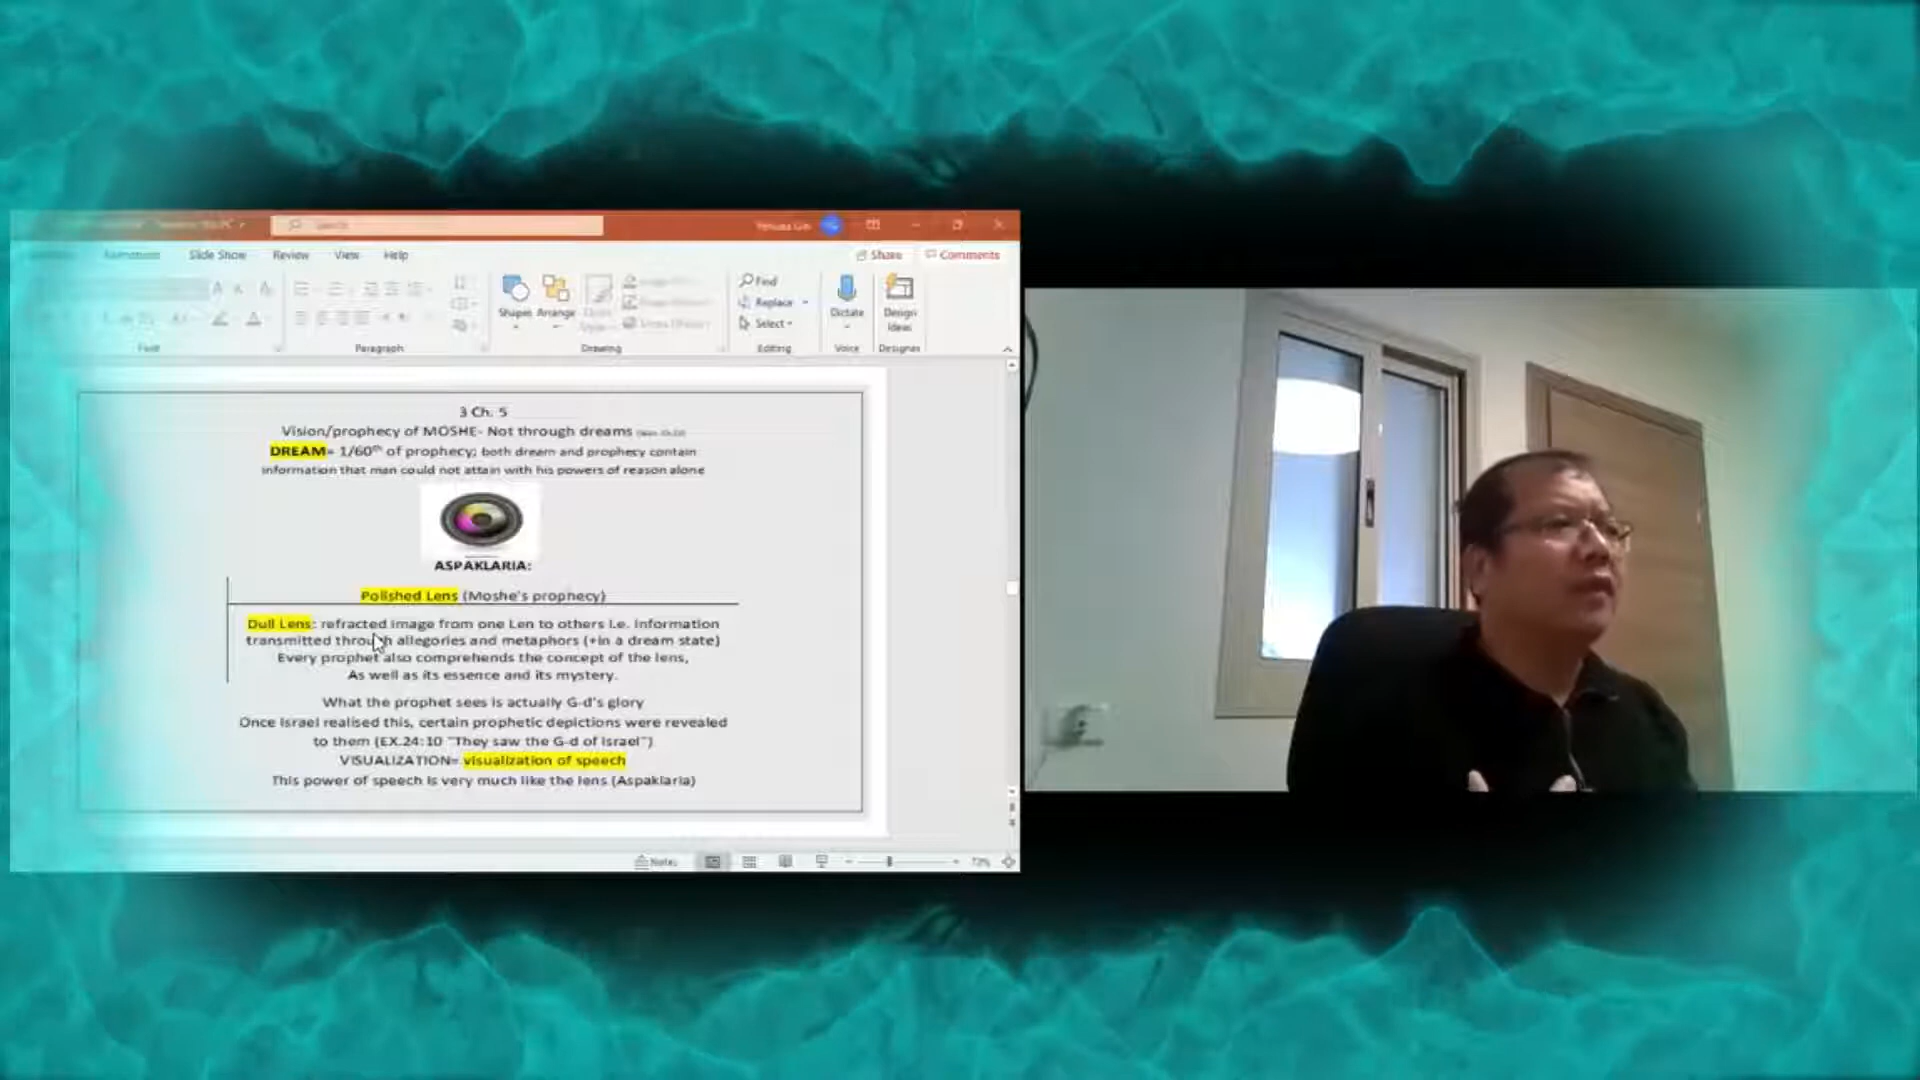 Search
Slide Show Review View Help
Share Comments
Shapes Arrange
Find
Replace
Select
Dictate
Design
Ideas
Font Paragraph Drawing Editing Voice Designer
3 Ch. 5
Vision/prophecy of MOSHE- Not through dreams
DREAM= 1/60th of prophecy; both dream and prophecy contain
information that man could not attain with his powers of reason alone
ASPAKLARIA:
Polished Lens (Moshe's prophecy)
Dull Lens: refracted image from one Len to others i.e. information
transmitted through allegories and metaphors (+in a dream state)
Every prophet also comprehends the concept of the lens,
As well as its essence and its mystery.
What the prophet sees is actually G-d's glory
Once Israel realised this, certain prophetic depictions were revealed
to them (EX.24:10 "They saw the G-d of Israel")
VISUALIZATION= visualization of speech
This power of speech is very much like the lens (Aspaklaria)
Notes